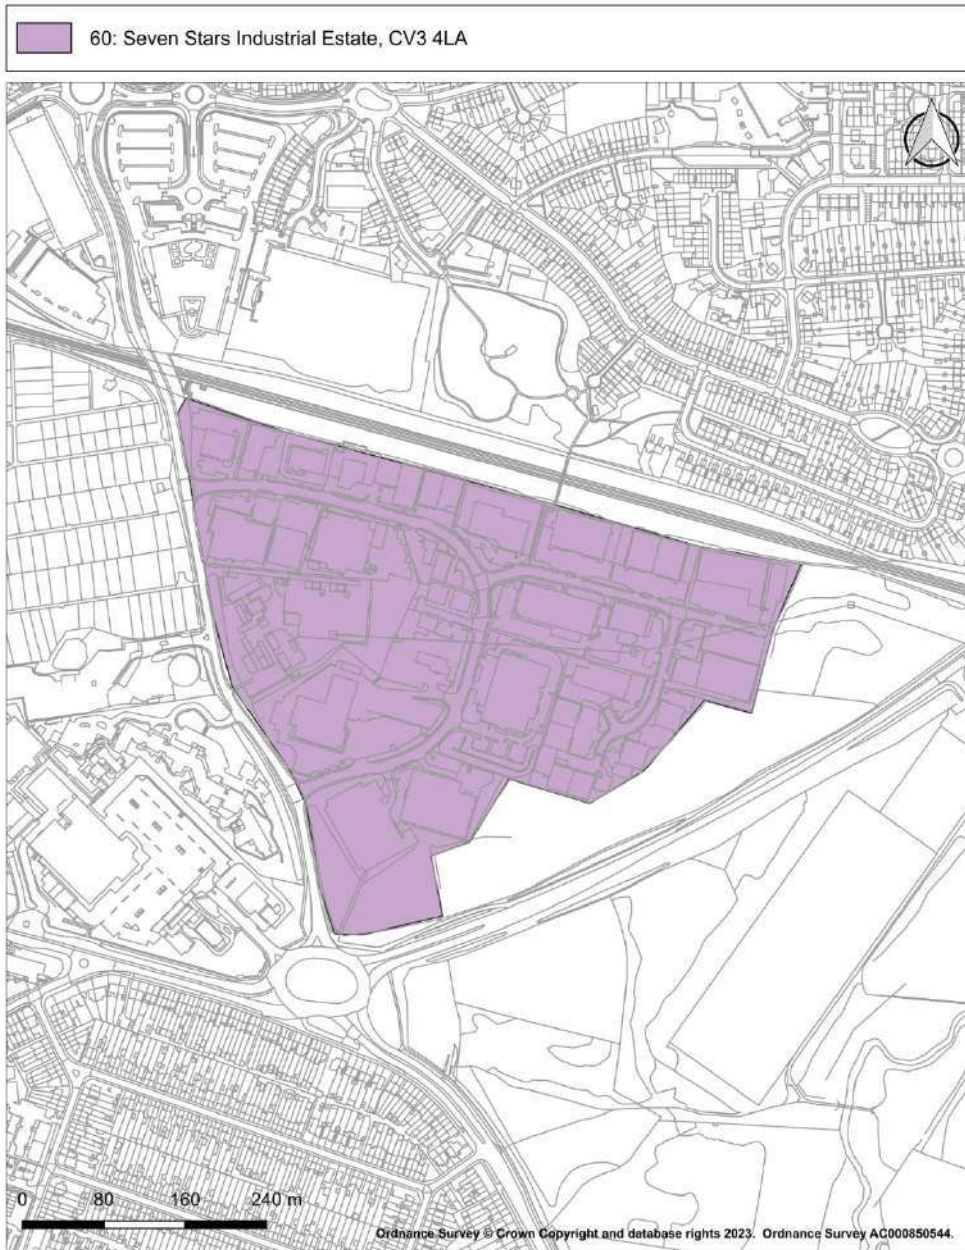 60: Seven Stars Industrial Estate, CV3 4LA
0 80 160 240 m
Ordnance Survey © Crown Copyright and database rights 2023. Ordnance Survey AC000850544.